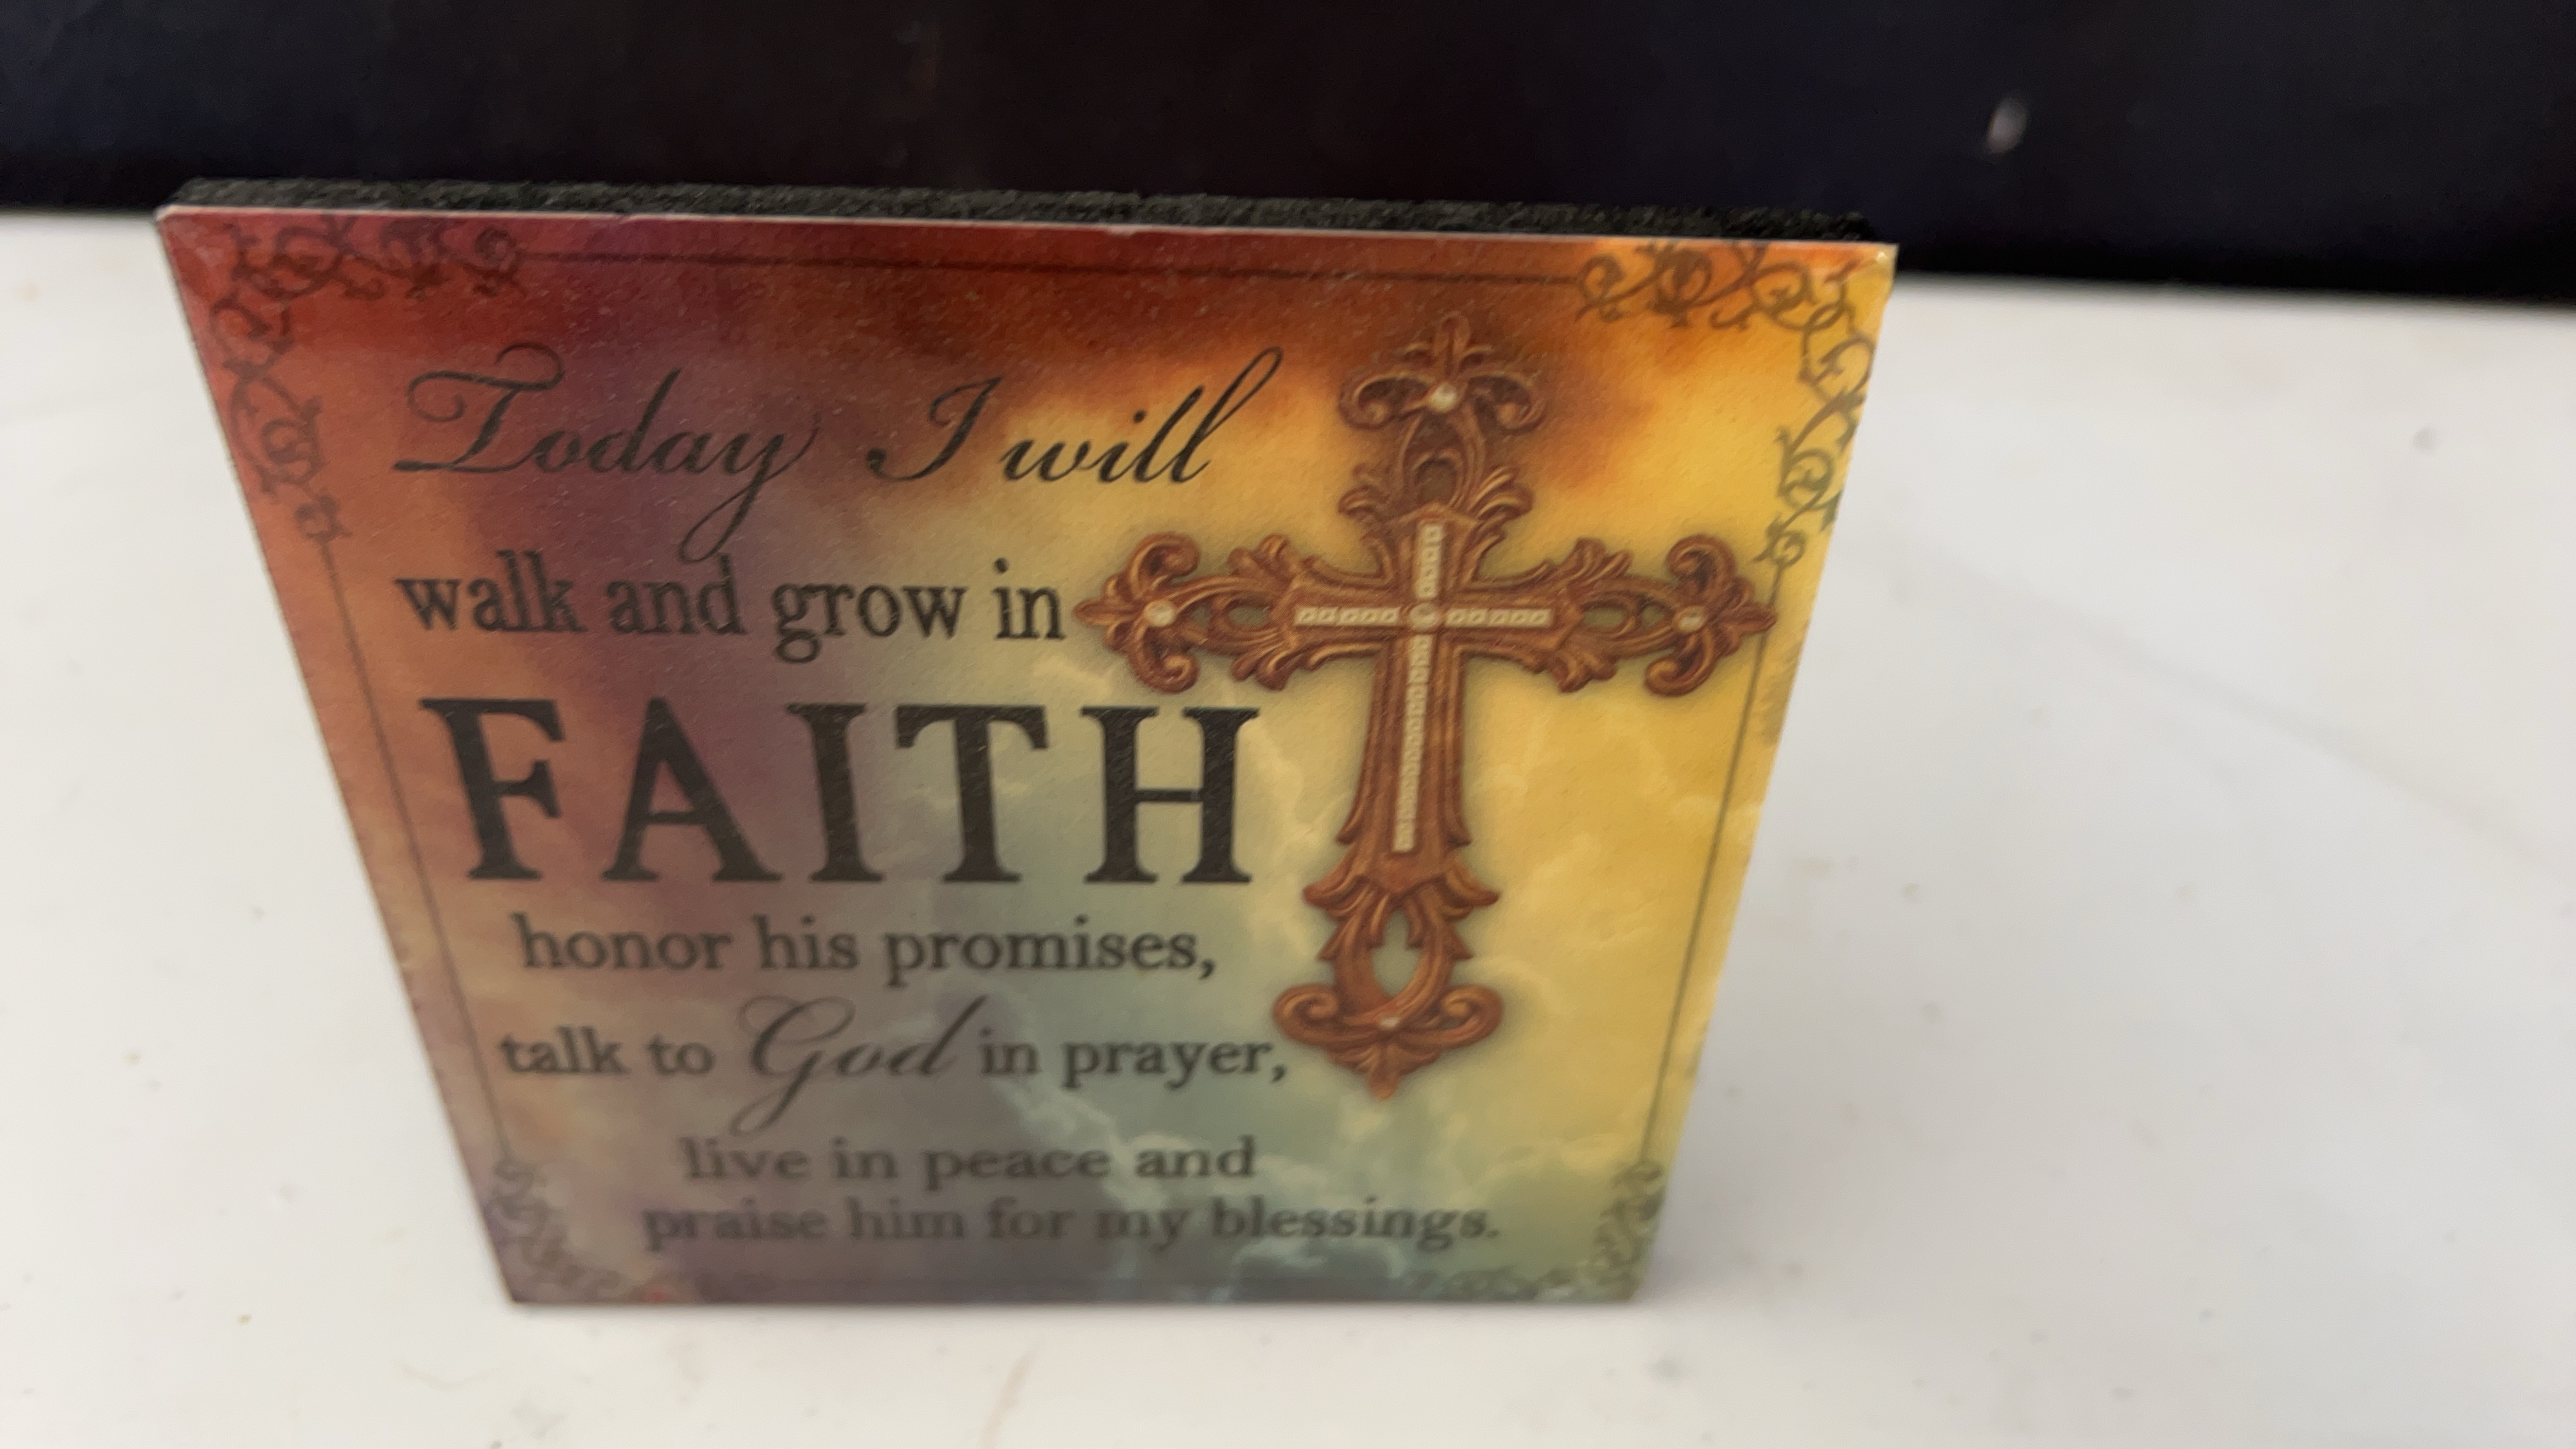 Today I will
walk and grow in
FAITH
honor his promises,
talk to God in prayer,
live in peace and
praise him for my blessings.